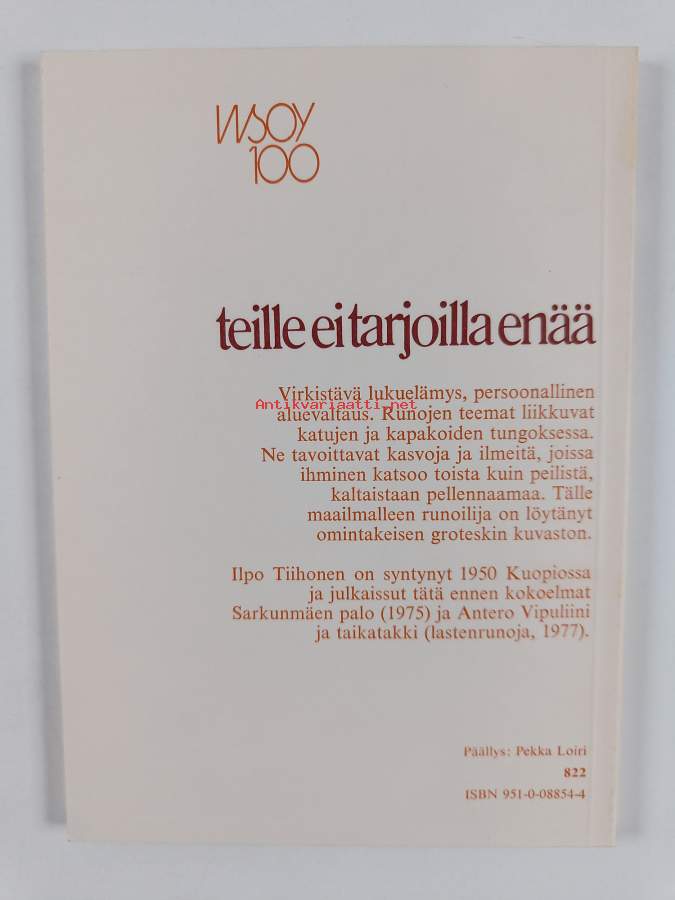 WSOY
100
teille ei tarjoilla enää
Virkistävä lukuelämys, persoonallinen
Antikvariaatti.net
aluevaltaus. Runojen teemat liikkuvat
katujen ja kapakoiden tungoksessa.
Ne tavoittavat kasvoja ja ilmeitä, joissa
ihminen katsoo toista kuin peilistä,
kaltaistaan pellennaamaa. Tälle
maailmalleen runoilija on löytänyt
omintakeisen groteskin kuvaston.
Ilpo Tiihonen on syntynyt 1950 Kuopiossa
ja julkaissut tätä ennen kokoelmat
Sarkunmäen palo (1975) ja Antero Vipuliini
ja taikatakki (lastenrunoja, 1977).
Päällys: Pekka Loiri
822
ISBN 951-0-08854-4